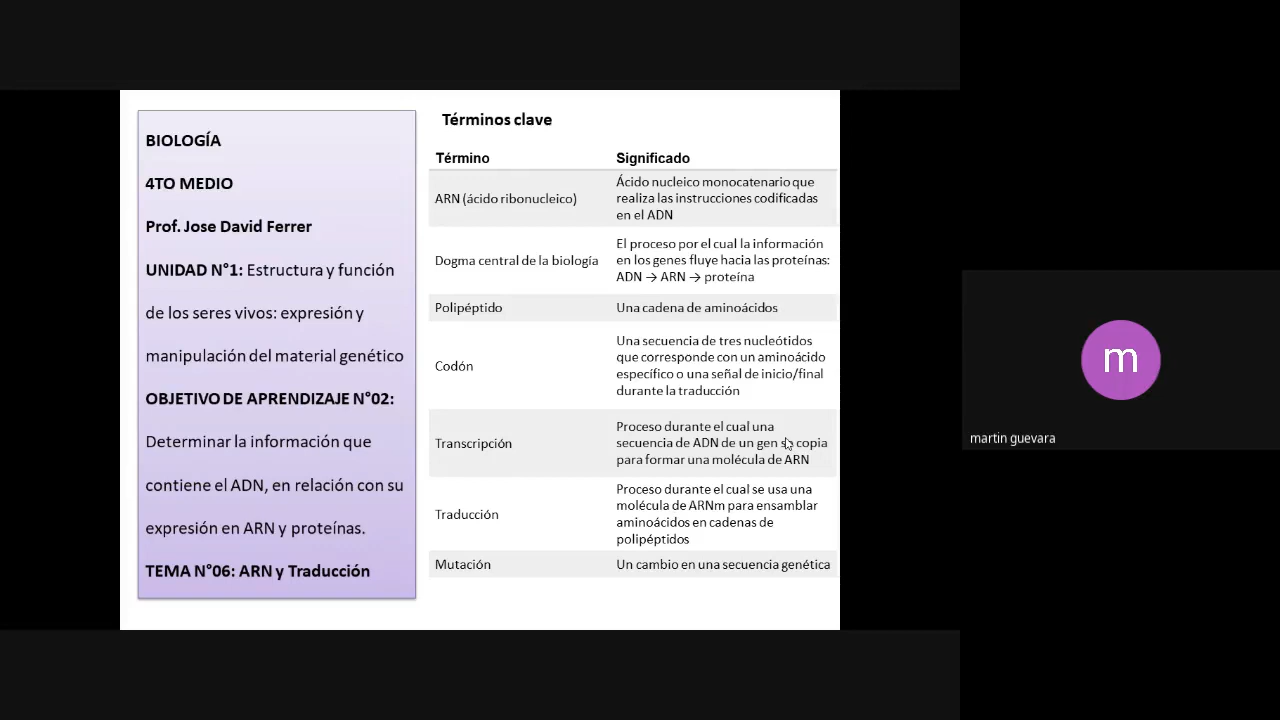 BIOLOGÍA
4TO MEDIO
Prof. Jose David Ferrer
UNIDAD N°1: Estructura y función
de los seres vivos: expresión y
manipulación del material genético
OBJETIVO DE APRENDIZAJE N°02:
Determinar la información que
contiene el ADN, en relación con su
expresión en ARN y proteínas.
TEMA N°06: ARN y Traducción
Términos clave
Término Significado
ARN (ácido ribonucleico)
Ácido nucleico monocatenario que
realiza las instrucciones codificadas
en el ADN
Dogma central de la biología
El proceso por el cual la información
en los genes fluye hacia las proteínas:
ADN → ARN → proteína
Polipéptido
Una cadena de aminoácidos
Codón
Una secuencia de tres nucleótidos
que corresponde con un aminoácido
específico o una señal de inicio/final
durante la traducción
Transcripción
Proceso durante el cual una
secuencia de ADN de un gen se copia
para formar una molécula de ARN
Traducción
Proceso durante el cual se usa una
molécula de ARNm para ensamblar
aminoácidos en cadenas de
polipéptidos
Mutación
Un cambio en una secuencia genética
m
martin guevara